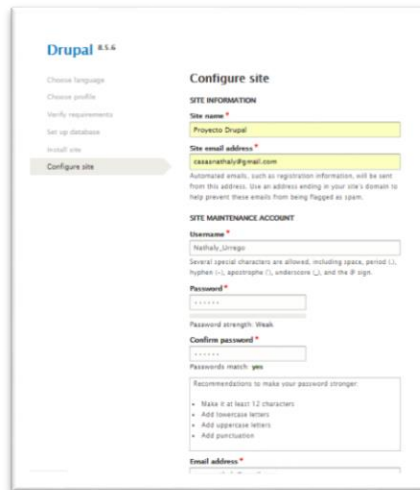 Drupal 8.5.6
Choose language
Choose profile
Verify requirements
Set up database
Install site
Configure site
Configure site
SITE INFORMATION
Site name *
Proyecto Drupal
Site email address *
casasnathaly@gmail.com
Automated emails, such as registration information, will be sent
from this address. Use an address ending in your site's domain to
help prevent these emails from being flagged as spam.
SITE MAINTENANCE ACCOUNT
Username *
Nathaly_Urrego
Several special characters are allowed, including space, period (.),
hyphen (-), apostrophe ('), underscore (_), and the @ sign.
Password *
······
Password strength: Weak
Confirm password *
······
Passwords match: yes
Recommendations to make your password stronger:
• Make it at least 12 characters
• Add lowercase letters
• Add uppercase letters
• Add punctuation
Email address *